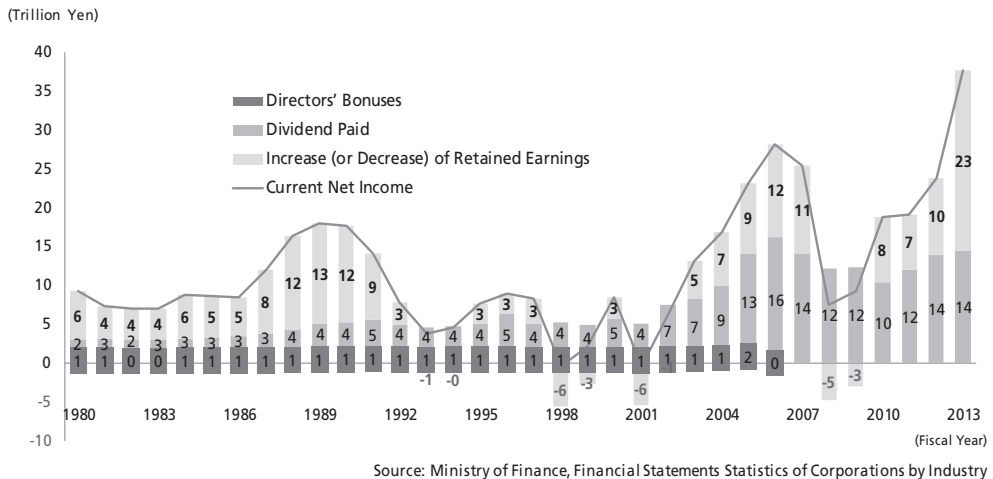 (Trillion Yen)
40
35
30
25
20
15
10
5
0
-5
-10
Directors' Bonuses
Dividend Paid
Increase (or Decrease) of Retained Earnings
Current Net Income
6 4 4 4 6 5 5 8 12 13 12 9 3 -1 -0 3 3 3 -6 -3 3 -6 -1 5 7 9 12 11 -5 -3 8 7 10 23
2 3 2 3 3 3 3 3 4 4 4 5 4 4 4 4 5 4 4 4 5 4 7 7 9 13 16 14 12 12 10 12 14 14
1 1 0 0 1 1 1 1 1 1 1 1 1 1 1 1 1 1 1 1 1 1 1 1 1 2 0
1980 1983 1986 1989 1992 1995 1998 2001 2004 2007 2010 2013
(Fiscal Year)
Source: Ministry of Finance, Financial Statements Statistics of Corporations by Industry